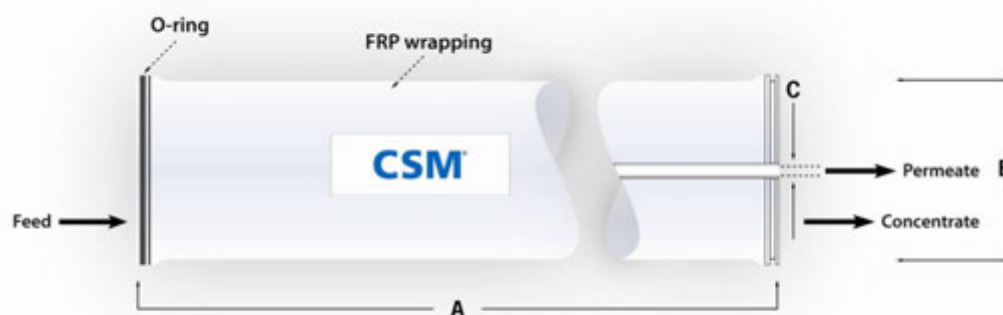 O-ring
FRP wrapping
C
CSM®
Permeate
Feed
Concentrate
A